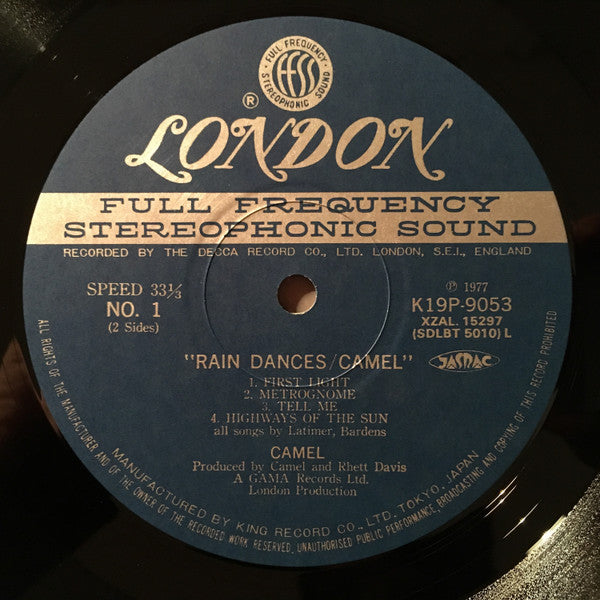 FULL FREQUENCY
ffss
STEREOPHONIC SOUND
®
LONDON
FULL FREQUENCY
STEREOPHONIC SOUND
RECORDED BY THE DECCA RECORD CO., LTD. LONDON, S.E.I., ENGLAND
SPEED 33⅓
NO. 1
(2 Sides)
℗ 1977
K19P-9053
XZAL. 15297
(SDLBT 5010) L
JASRAC
"RAIN DANCES/CAMEL"
1. FIRST LIGHT
2. METROGNOME
3. TELL ME
4. HIGHWAYS OF THE SUN
all songs by Latimer, Bardens
CAMEL
Produced by Camel and Rhett Davis
A GAMA Records Ltd.
London Production
MANUFACTURED BY KING RECORD CO., LTD. TOKYO, JAPAN
ALL RIGHTS OF THE MANUFACTURER AND OF THE OWNER OF THE RECORDED WORK RESERVED, UNAUTHORISED PUBLIC PERFORMANCE, BROADCASTING AND COPYING OF THIS RECORD PROHIBITED